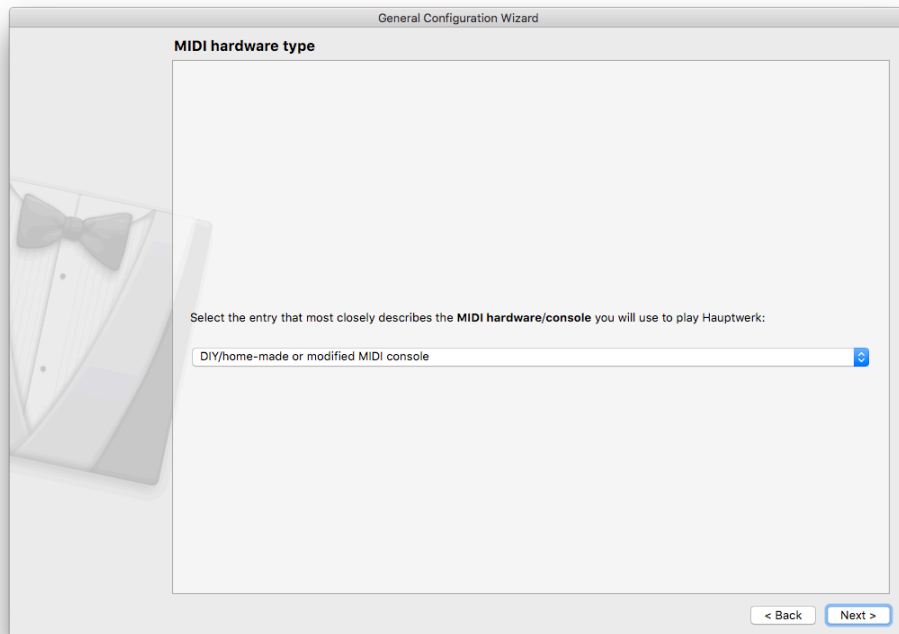 General Configuration Wizard
MIDI hardware type
Select the entry that most closely describes the MIDI hardware/console you will use to play Hauptwerk:
DIY/home-made or modified MIDI console
< Back Next >